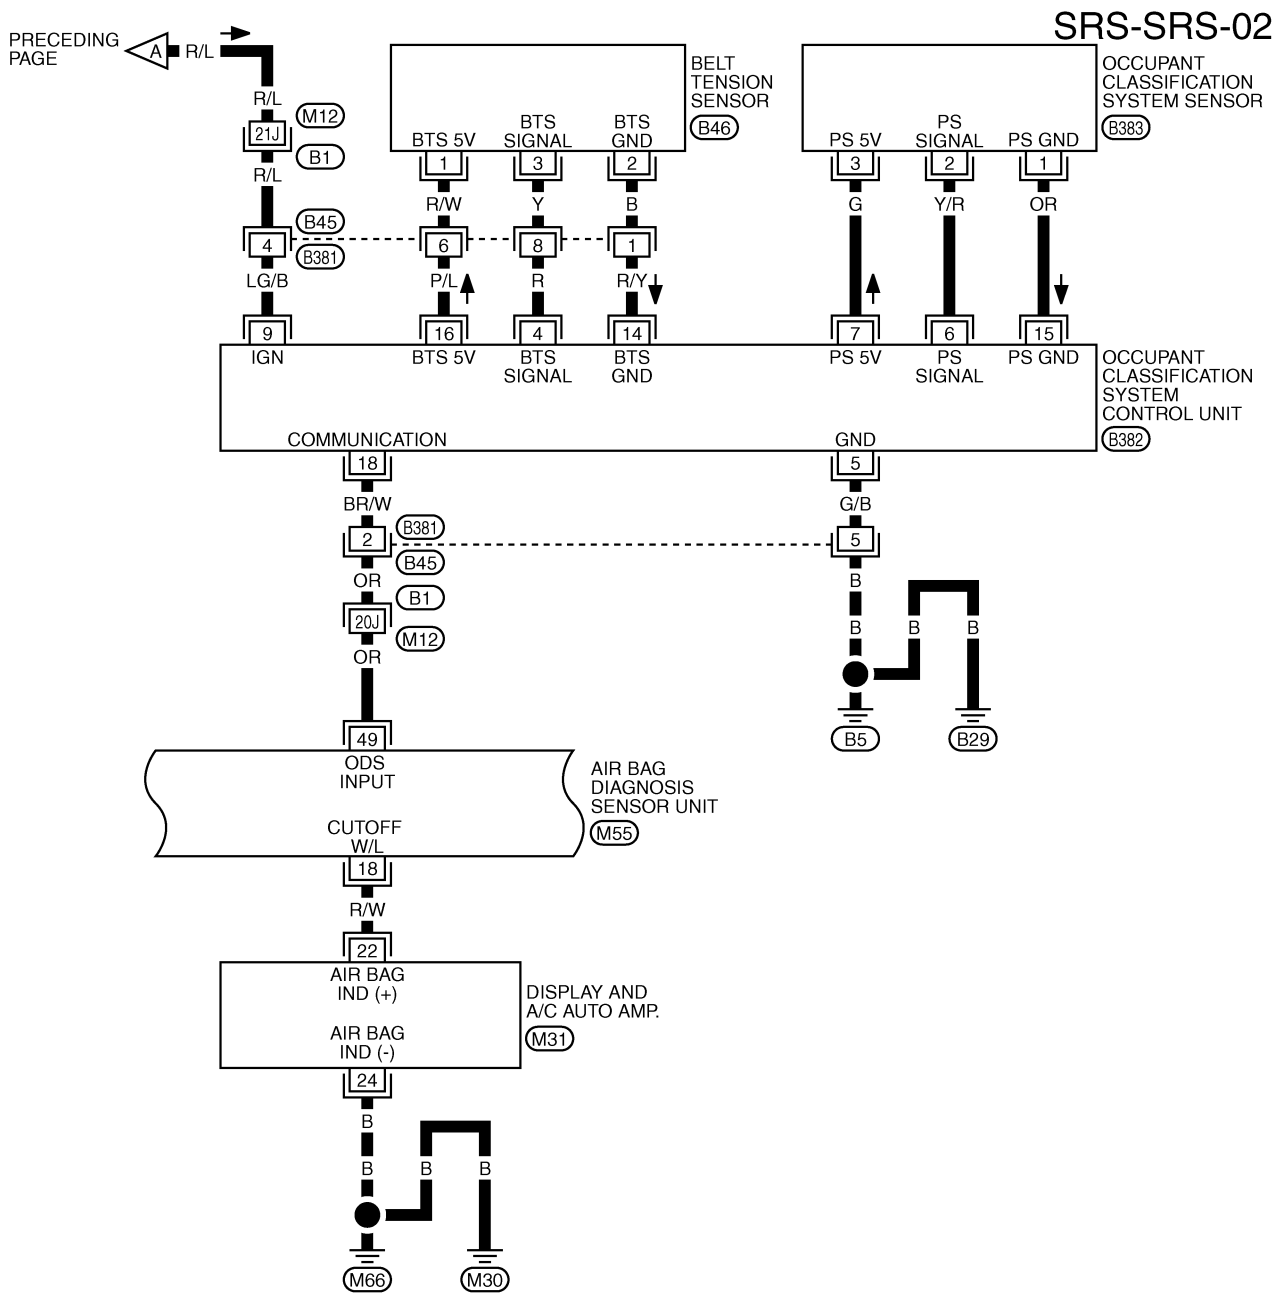 SRS-SRS-02
PRECEDING
PAGE
A
R/L
R/L
M12
21J
B1
R/L
B45
4
B381
LG/B
9
IGN
BELT
TENSION
SENSOR
B46
BTS 5V
BTS
SIGNAL
BTS
GND
1
3
2
R/W
Y
B
6
8
1
P/L
R
R/Y
16
4
14
BTS 5V
BTS
SIGNAL
BTS
GND
OCCUPANT
CLASSIFICATION
SYSTEM SENSOR
B383
PS 5V
PS
SIGNAL
PS GND
3
2
1
G
Y/R
OR
7
6
15
PS 5V
PS
SIGNAL
PS GND
OCCUPANT
CLASSIFICATION
SYSTEM
CONTROL UNIT
B382
COMMUNICATION
GND
18
5
BR/W
G/B
B381
2
5
B45
OR
B
B1
20J
M12
OR
B
B
B
B5
B29
49
ODS
INPUT
AIR BAG
DIAGNOSIS
SENSOR UNIT
M55
CUTOFF
W/L
18
R/W
22
AIR BAG
IND (+)
DISPLAY AND
A/C AUTO AMP.
M31
AIR BAG
IND (-)
24
B
B
B
B
M66
M30